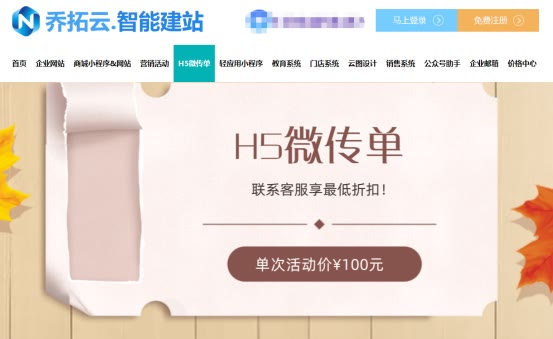 乔拓云.智能建站
马上登录
免费注册
首页 企业网站 商城小程序&网站 营销活动 H5微传单 轻应用小程序 教育系统 门店系统 云图设计 销售系统 公众号助手 企业邮箱 价格中心
H5微传单
联系客服享最低折扣!
单次活动价¥100元